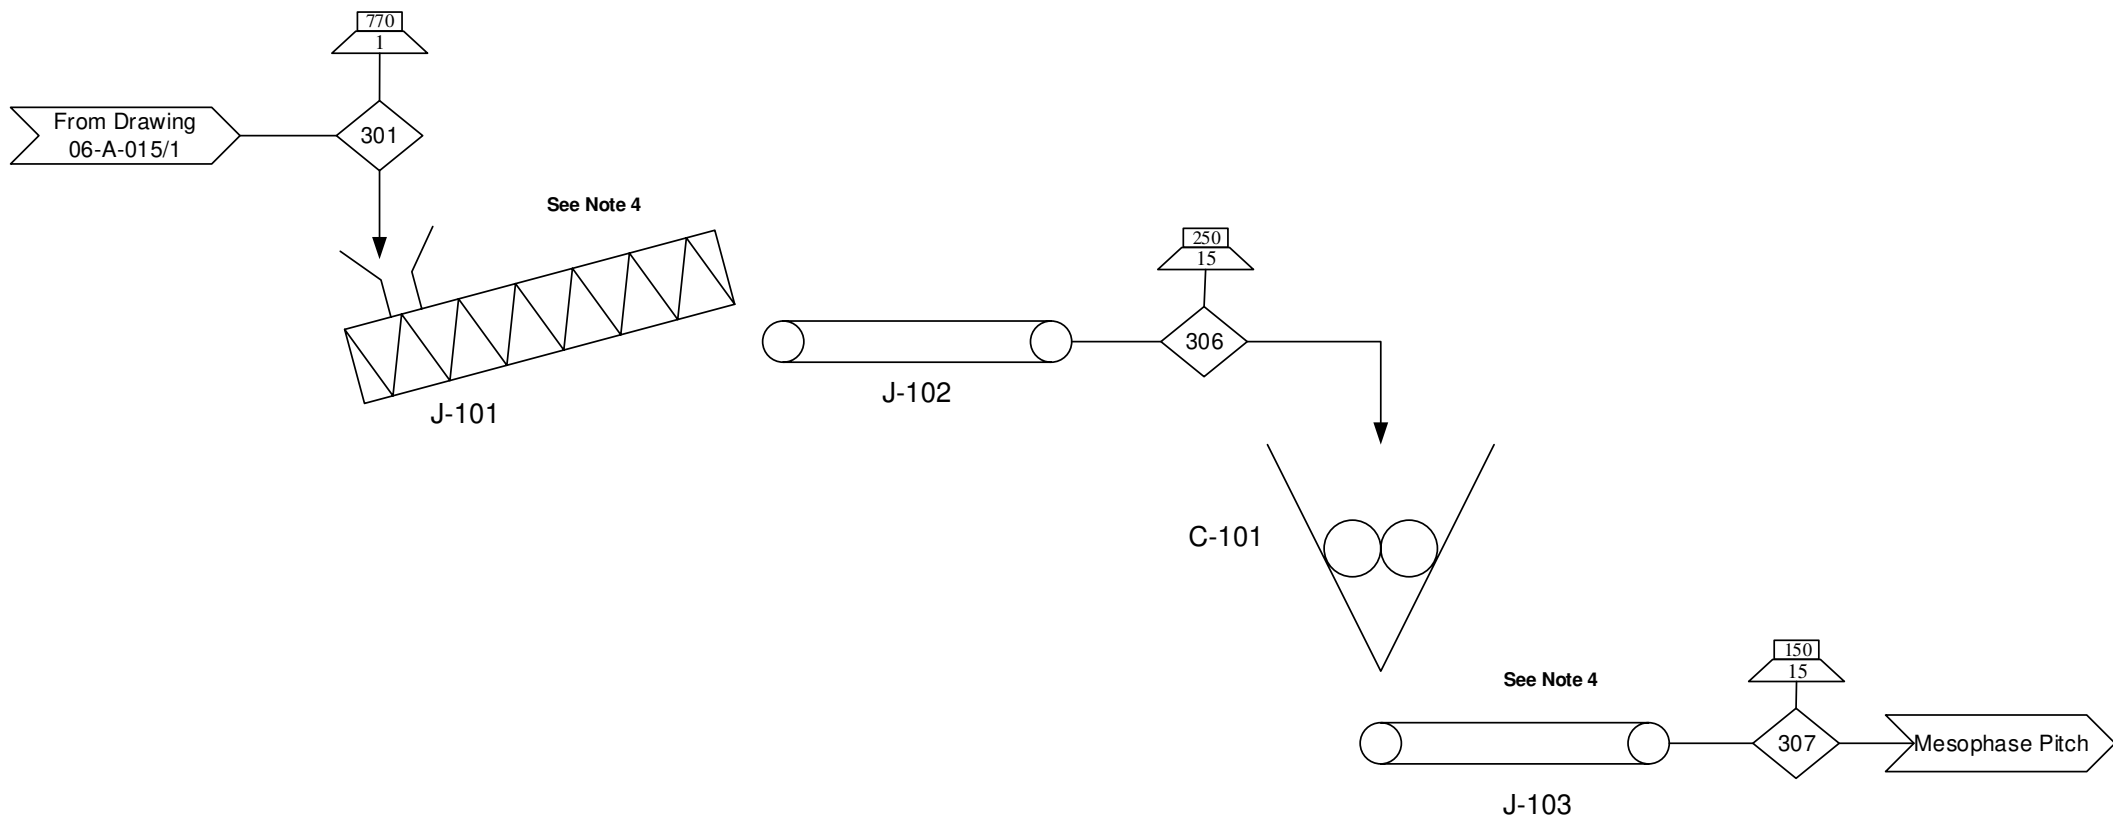 770
1
From Drawing
06-A-015/1
301
See Note 4
J-101
250
15
306
J-102
C-101
See Note 4
150
15
307
Mesophase Pitch
J-103